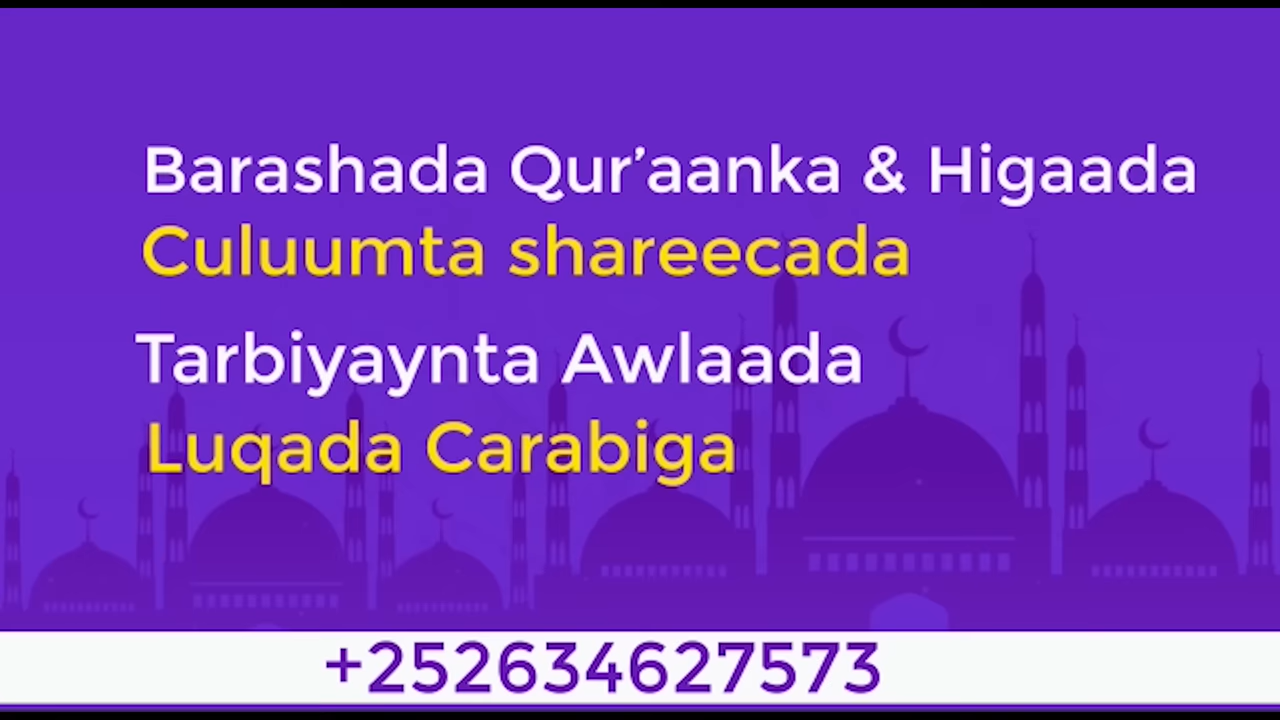 Barashada Qur’aanka & Higaada
Culuumta shareecada
Tarbiyaynta Awlaada
Luqada Carabiga
+252634627573